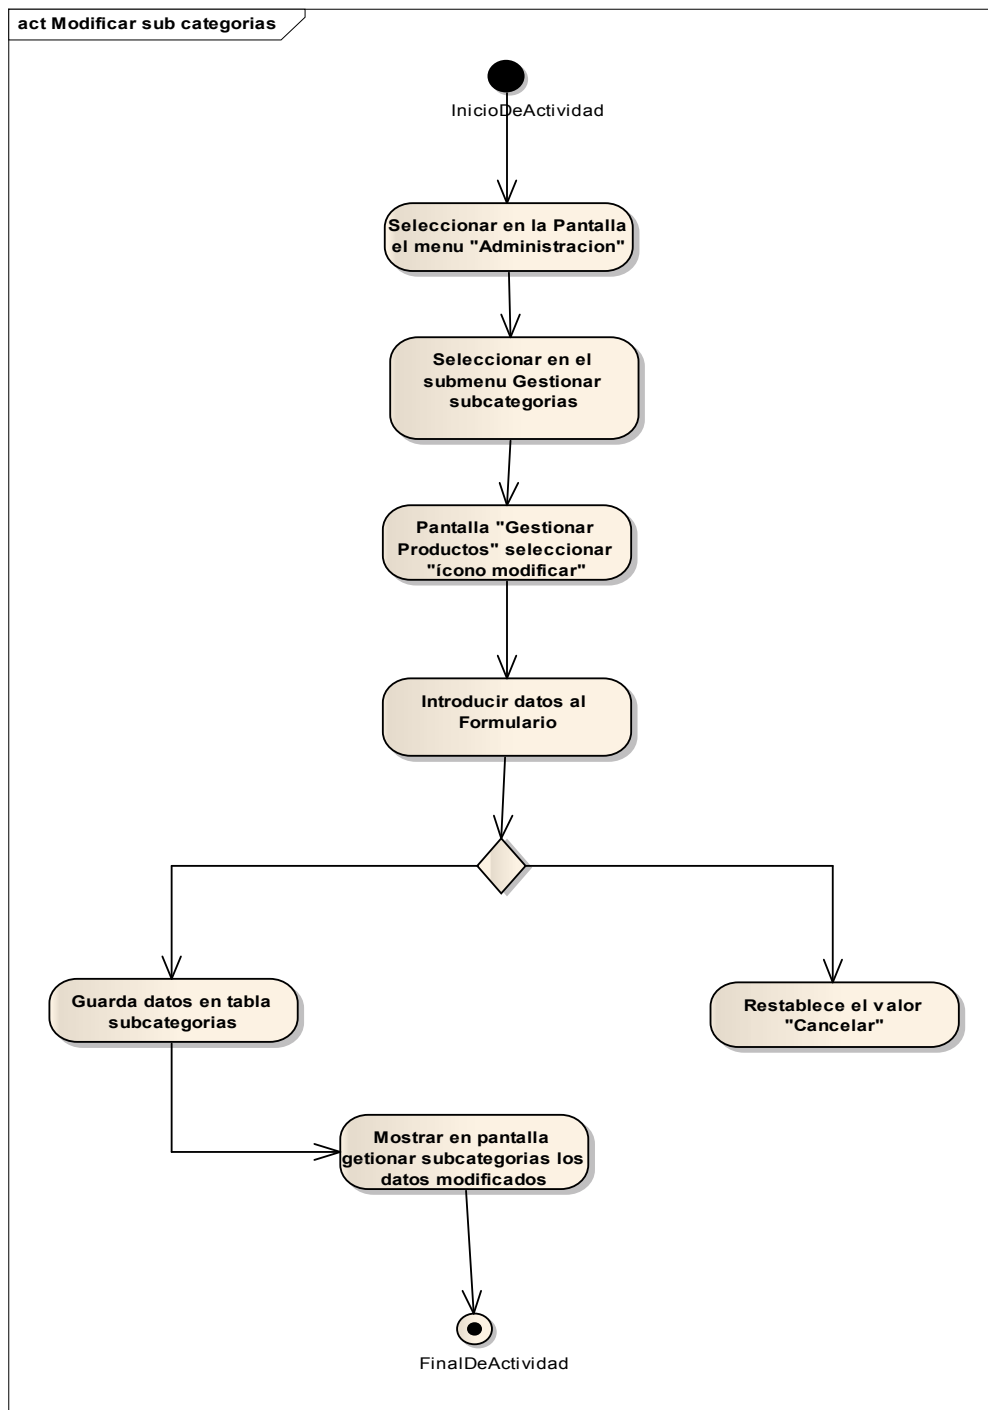 act Modificar sub categorias
InicioDeActividad
Seleccionar en la Pantalla
el menu "Administracion"
Seleccionar en el
submenu Gestionar
subcategorias
Pantalla "Gestionar
Productos" seleccionar
"ícono modificar"
Introducir datos al
Formulario
Guarda datos en tabla
subcategorias
Restablece el valor
"Cancelar"
Mostrar en pantalla
getionar subcategorias los
datos modificados
FinalDeActividad